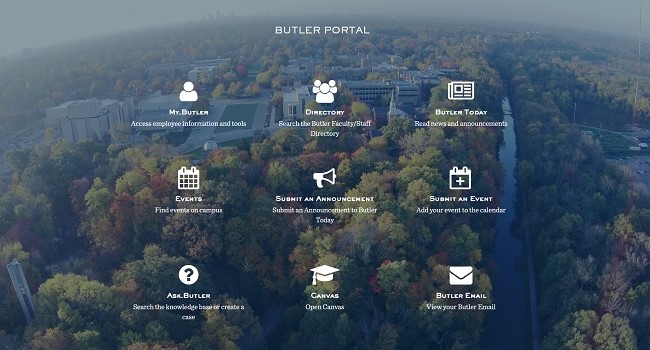 BUTLER PORTAL
MY.BUTLER
Access employee information and tools
DIRECTORY
Search the Butler Faculty/Staff
Directory
BUTLER TODAY
Read news and announcements
EVENTS
Find events on campus
SUBMIT AN ANNOUNCEMENT
Submit an Announcement to Butler
Today
SUBMIT AN EVENT
Add your event to the calendar
ASK.BUTLER
Search the knowledge base or create a
case
CANVAS
Open Canvas
BUTLER EMAIL
View your Butler Email